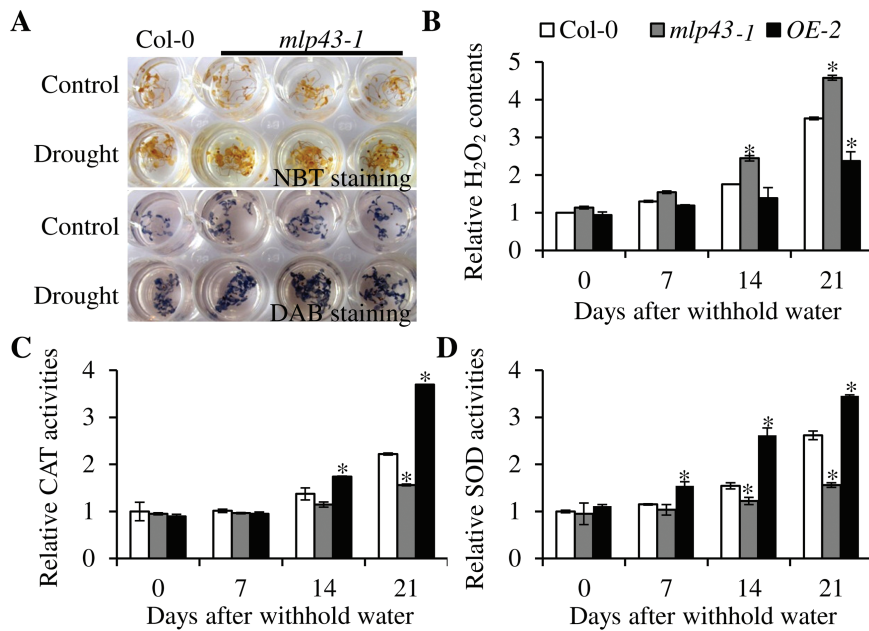 A
Col-0 mlp43-1
Control
Drought
NBT staining
Control
Drought
DAB staining
B
Col-0 mlp43-1 OE-2
Relative H₂O₂ contents
5
4
3
2
1
0
* * *
0 7 14 21
Days after withhold water
C
Relative CAT activities
4
3
2
1
0
* * *
0 7 14 21
Days after withhold water
D
Relative SOD activities
4
3
2
1
0
* * * * *
0 7 14 21
Days after withhold water